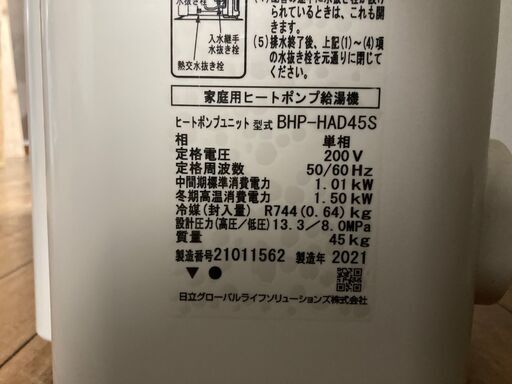 水抜き栓
入水継手
水抜き栓
熱交水抜き栓
られているときは、これも開
きます。
(5) 排水終了後、上記(1)～(4)項
の水抜き栓を元通りに閉じて
ください。
家庭用ヒートポンプ給湯機
ヒートポンプユニット 型式 BHP-HAD45S
相 単相
定格電圧 200 V
定格周波数 50/60 Hz
中間期標準消費電力 1.01 kW
冬期高温消費電力 1.50 kW
冷媒(封入量) R744(0.64) kg
設計圧力(高圧／低圧)13.3／8.0MPa
質量 45 kg
製造番号21011562 製造年 2021
▼●
日立グローバルライフソリューションズ株式会社